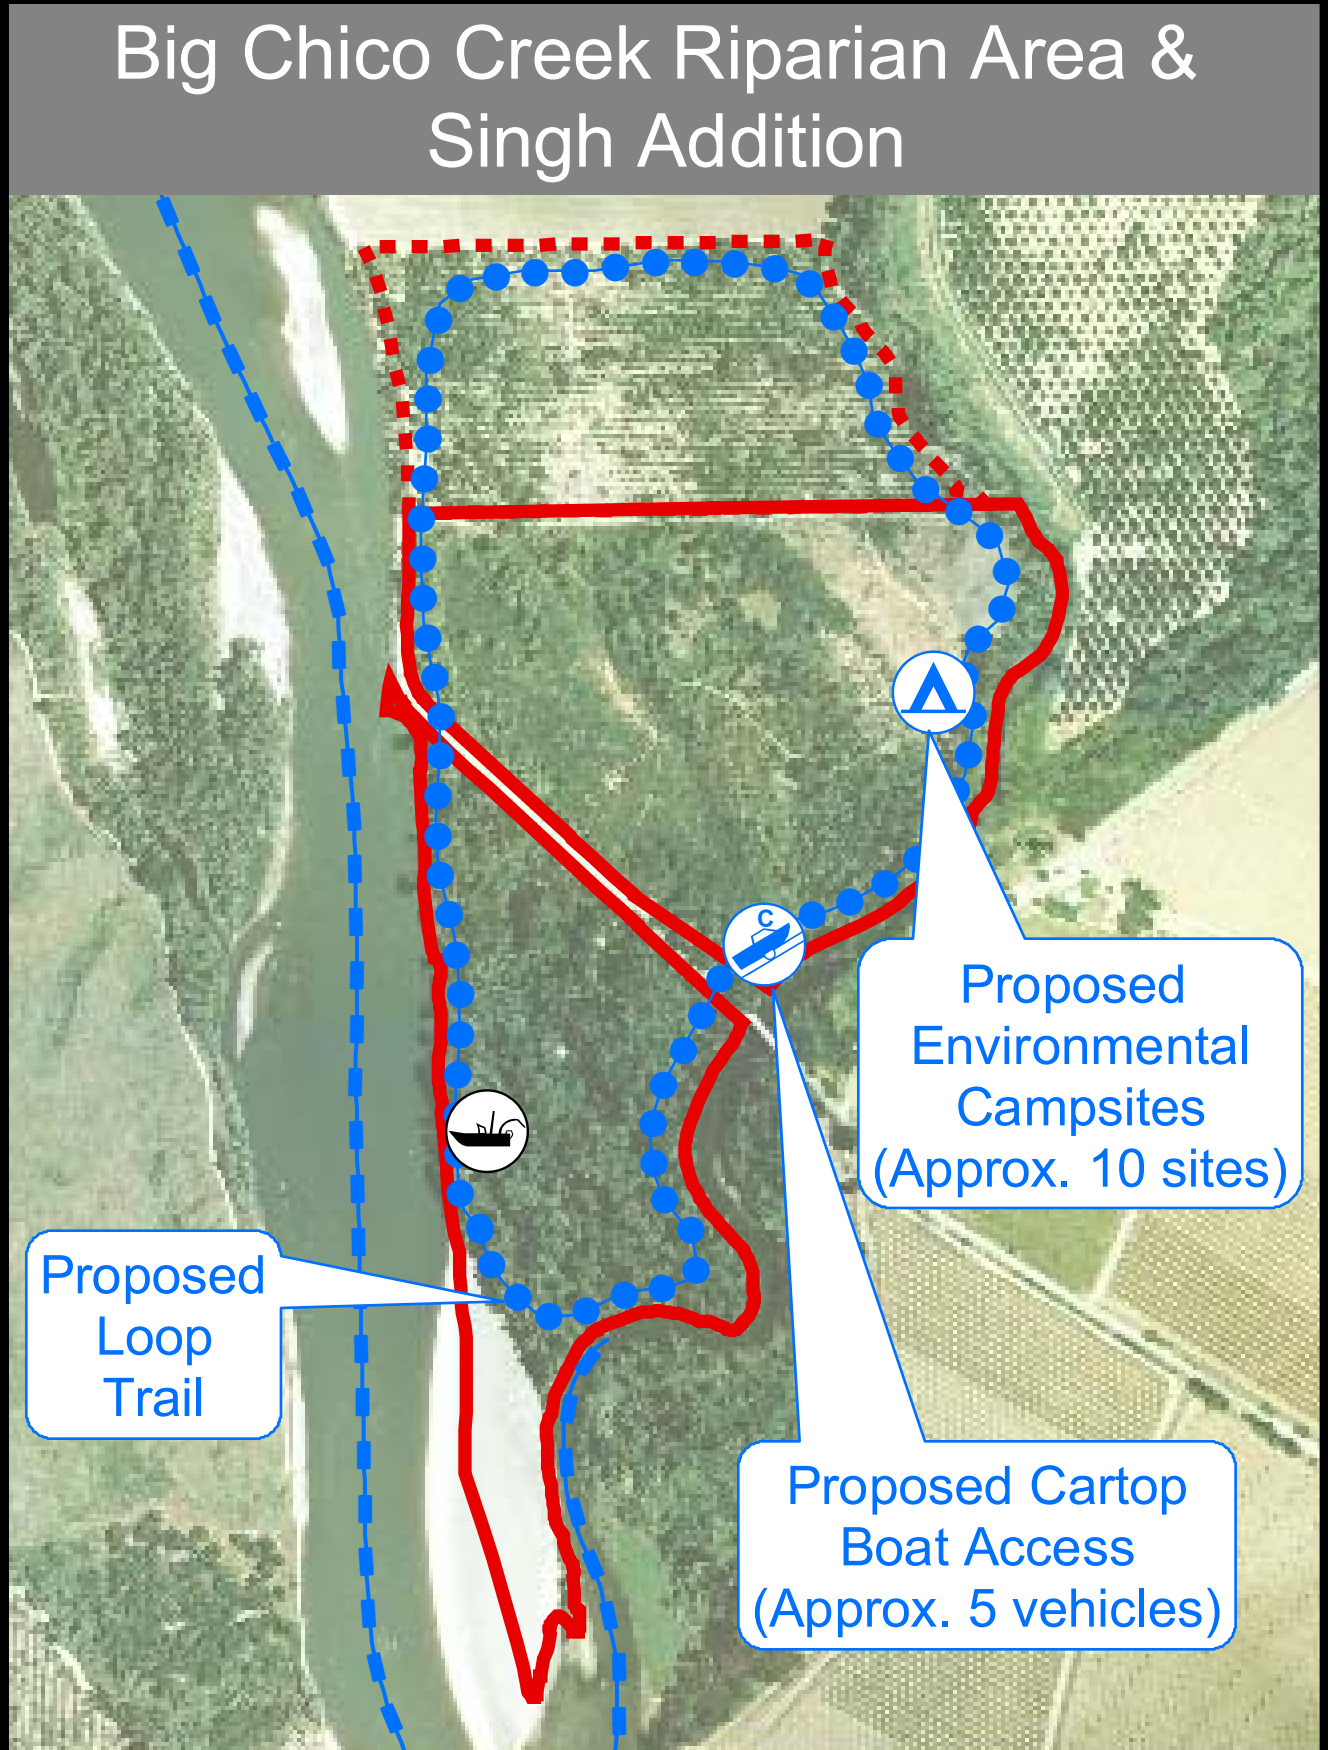 Big Chico Creek Riparian Area &
Singh Addition
C
Proposed
Environmental
Campsites
(Approx. 10 sites)
Proposed
Loop
Trail
Proposed Cartop
Boat Access
(Approx. 5 vehicles)